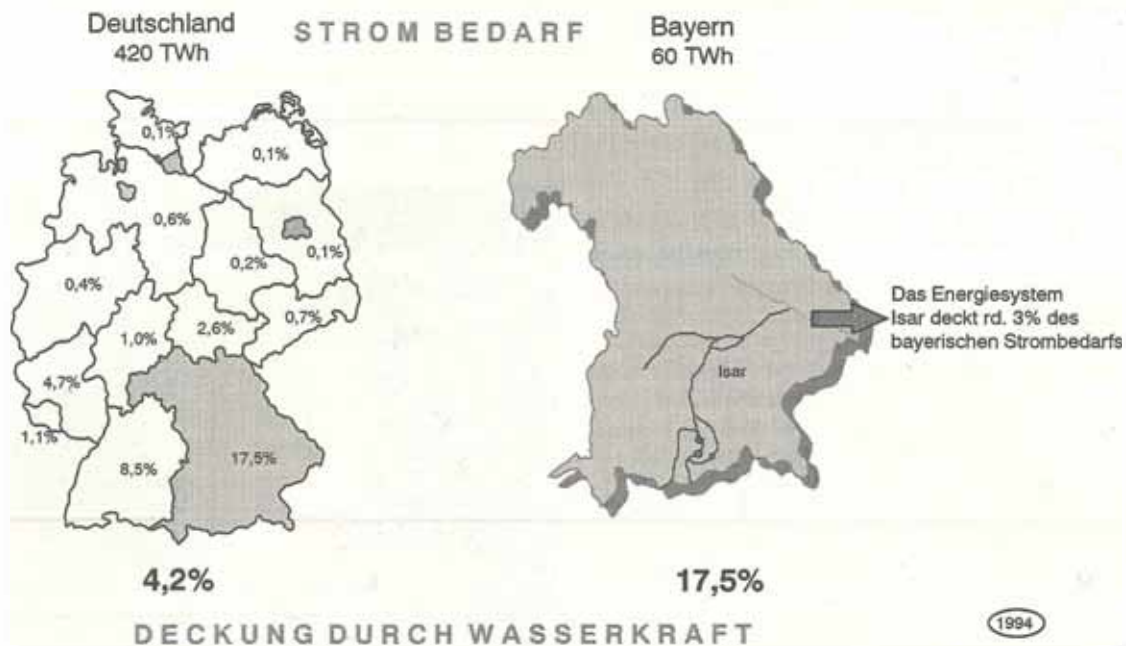 Deutschland
420 TWh
STROM BEDARF
Bayern
60 TWh
0,1%
0,1%
0,6%
0,1%
0,2%
0,4%
0,7%
1,0%
2,6%
4,7%
1,1%
8,5%
17,5%
Isar
Das Energiesystem
Isar deckt rd. 3% des
bayerischen Strombedarfs
4,2%
17,5%
DECKUNG DURCH WASSERKRAFT
1994